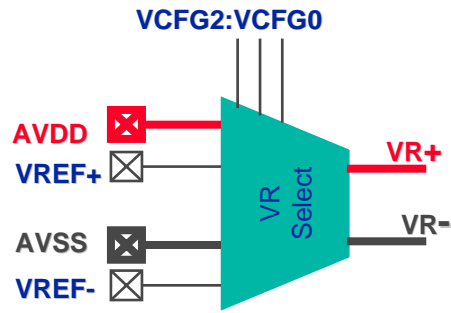 VCFG2:VCFG0
AVDD
VREF+
AVSS
VREF-
VR
Select
VR+
VR-